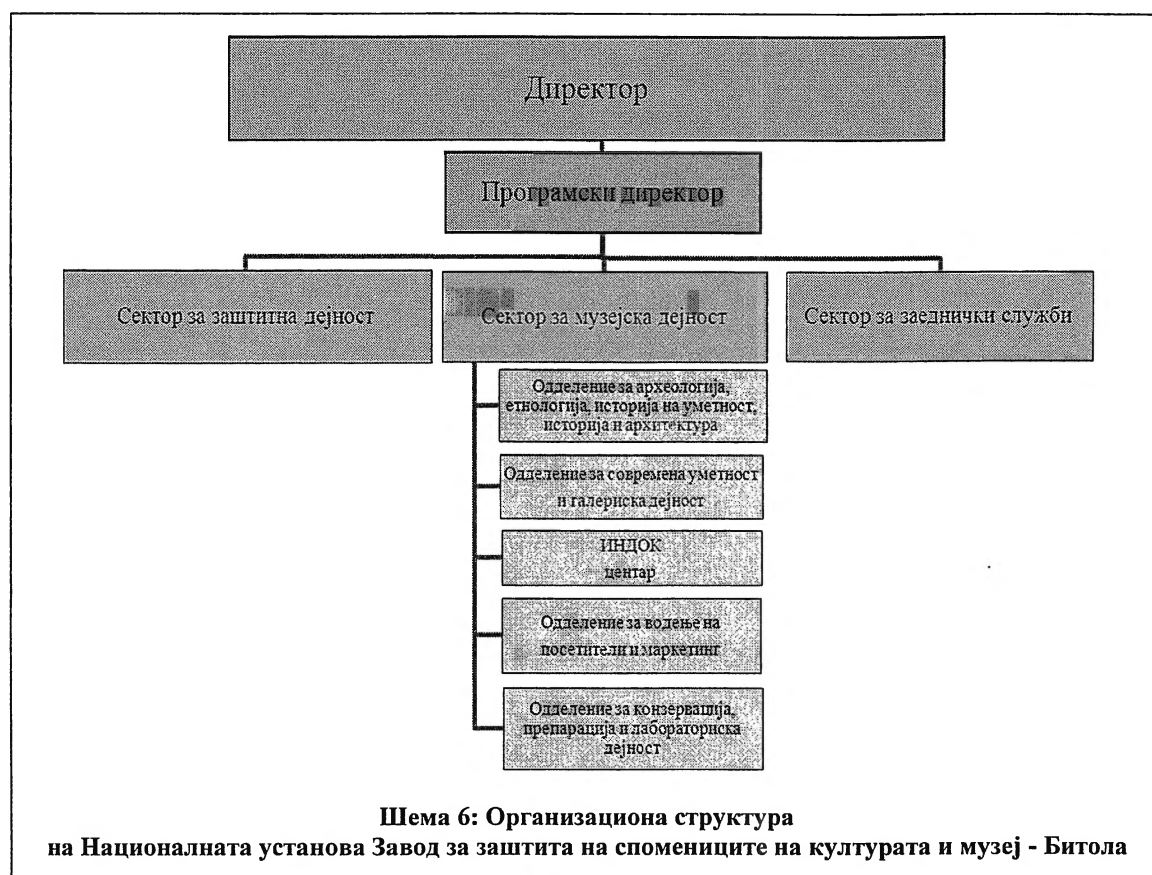 Директор
Програмски директор
Сектор за заштитна дејност
Сектор за музејска дејност
Сектор за заеднички служби
Одделение за археологија,
етнологија, историја на уметност,
историја и архитектура
Одделение за современа уметност
и галериска дејност
ИНДОК
центар
Одделение за водење на
посетители и маркетинг
Одделение за конзервација,
препарација и лабораториска
дејност
Шема 6: Организациона структура
на Националната установа Завод за заштита на спомениците на културата и музеј - Битола